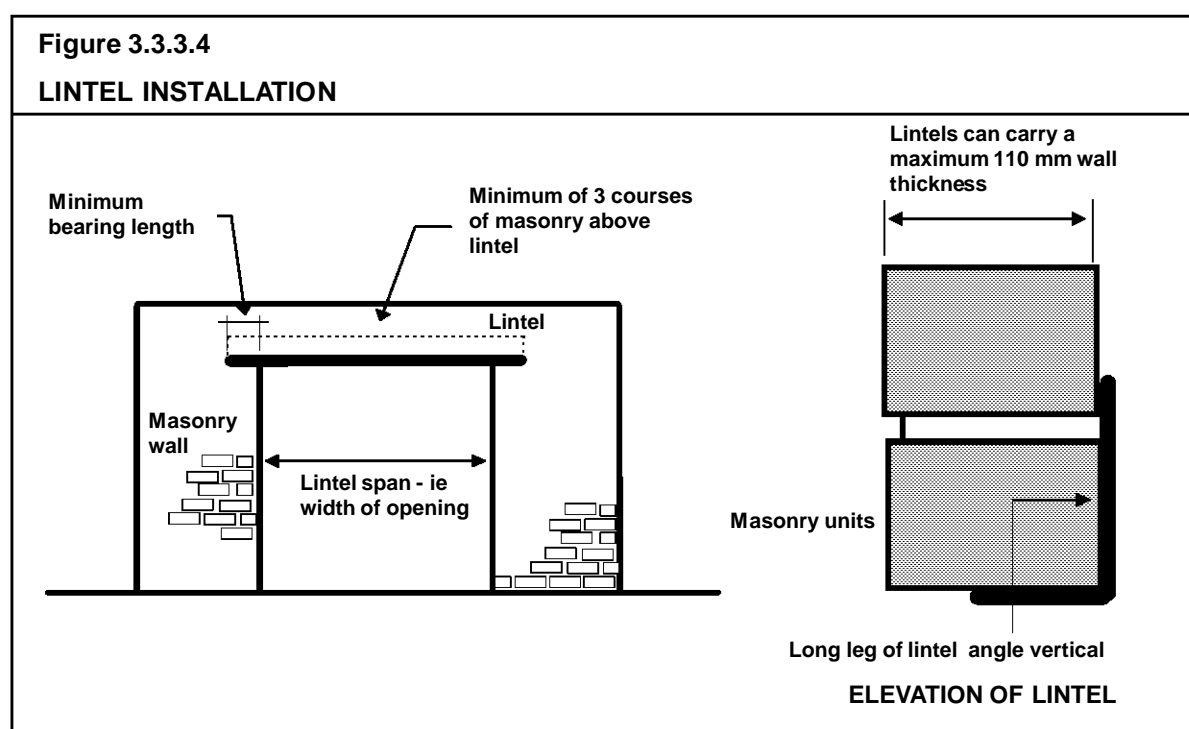 Figure 3.3.3.4
LINTEL INSTALLATION
Minimum
bearing length
Minimum of 3 courses
of masonry above
lintel
Lintel
Masonry
wall
Lintel span - ie
width of opening
Lintels can carry a
maximum 110 mm wall
thickness
Masonry units
Long leg of lintel angle vertical
ELEVATION OF LINTEL